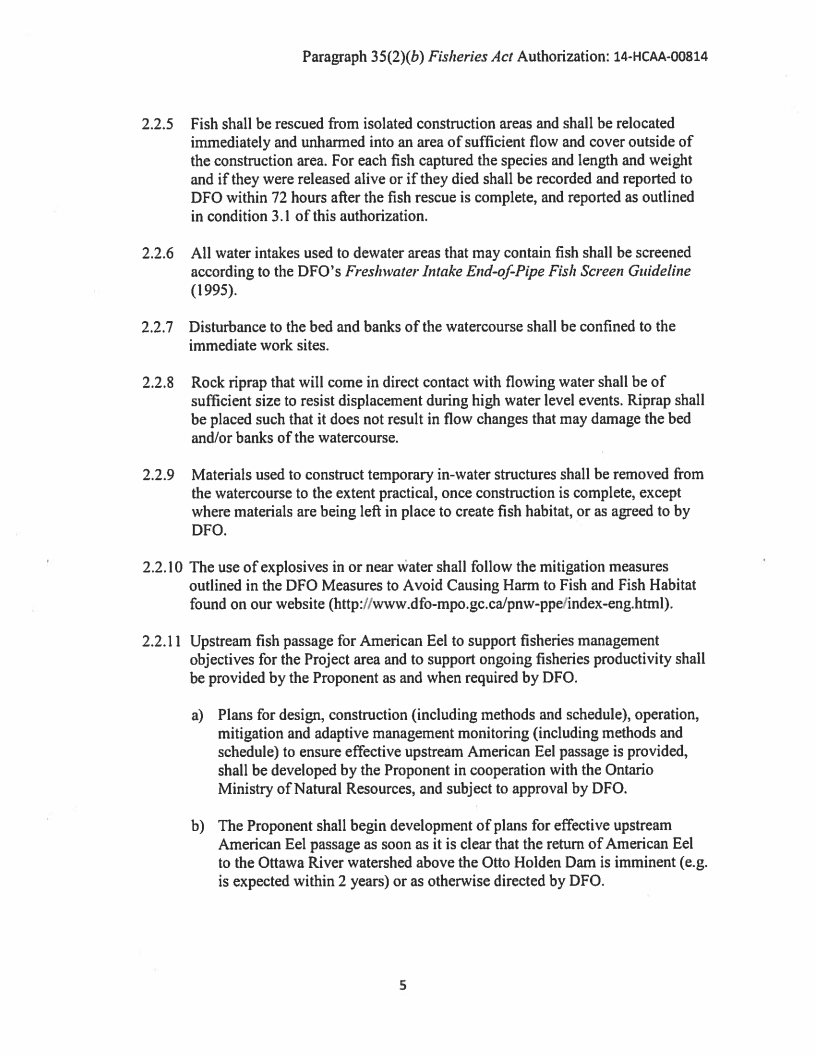 Paragraph 35(2)(b) Fisheries Act Authorization: 14-HCAA-00814
2.2.5 Fish shall be rescued from isolated construction areas and shall be relocated
immediately and unharmed into an area of sufficient flow and cover outside of
the construction area. For each fish captured the species and length and weight
and if they were released alive or if they died shall be recorded and reported to
DFO within 72 hours after the fish rescue is complete, and reported as outlined
in condition 3.1 of this authorization.
2.2.6 All water intakes used to dewater areas that may contain fish shall be screened
according to the DFO's Freshwater Intake End-of-Pipe Fish Screen Guideline
(1995).
2.2.7 Disturbance to the bed and banks of the watercourse shall be confined to the
immediate work sites.
2.2.8 Rock riprap that will come in direct contact with flowing water shall be of
sufficient size to resist displacement during high water level events. Riprap shall
be placed such that it does not result in flow changes that may damage the bed
and/or banks of the watercourse.
2.2.9 Materials used to construct temporary in-water structures shall be removed from
the watercourse to the extent practical, once construction is complete, except
where materials are being left in place to create fish habitat, or as agreed to by
DFO.
2.2.10 The use of explosives in or near water shall follow the mitigation measures
outlined in the DFO Measures to Avoid Causing Harm to Fish and Fish Habitat
found on our website (http://www.dfo-mpo.gc.ca/pnw-ppe/index-eng.html).
2.2.11 Upstream fish passage for American Eel to support fisheries management
objectives for the Project area and to support ongoing fisheries productivity shall
be provided by the Proponent as and when required by DFO.
a) Plans for design, construction (including methods and schedule), operation,
mitigation and adaptive management monitoring (including methods and
schedule) to ensure effective upstream American Eel passage is provided,
shall be developed by the Proponent in cooperation with the Ontario
Ministry of Natural Resources, and subject to approval by DFO.
b) The Proponent shall begin development of plans for effective upstream
American Eel passage as soon as it is clear that the return of American Eel
to the Ottawa River watershed above the Otto Holden Dam is imminent (e.g.
is expected within 2 years) or as otherwise directed by DFO.
5